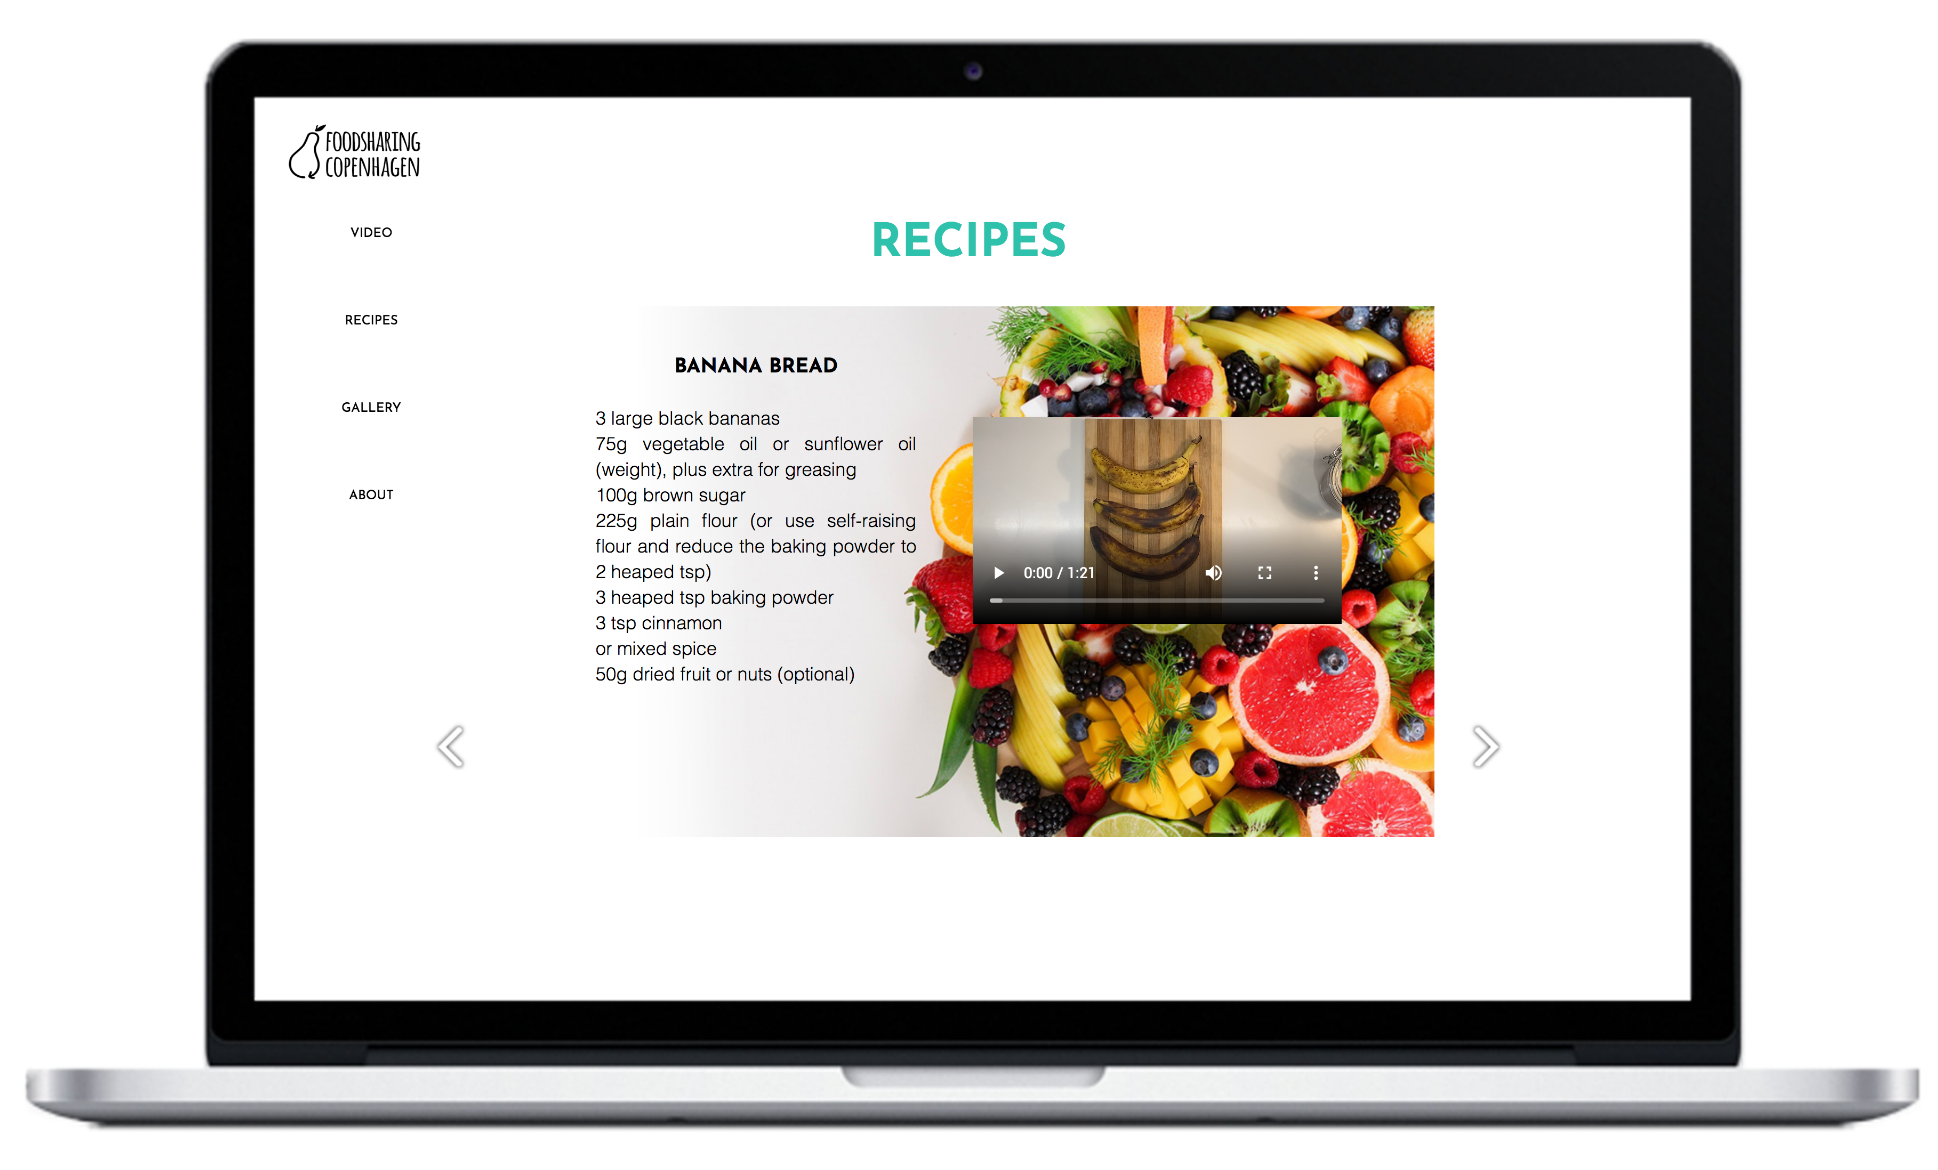 FOODSHARING
COPENHAGEN
VIDEO
RECIPES
GALLERY
ABOUT
RECIPES
BANANA BREAD
3 large black bananas
75g vegetable oil or sunflower oil
(weight), plus extra for greasing
100g brown sugar
225g plain flour (or use self-raising
flour and reduce the baking powder to
2 heaped tsp)
3 heaped tsp baking powder
3 tsp cinnamon
or mixed spice
50g dried fruit or nuts (optional)
0:00 / 1:21